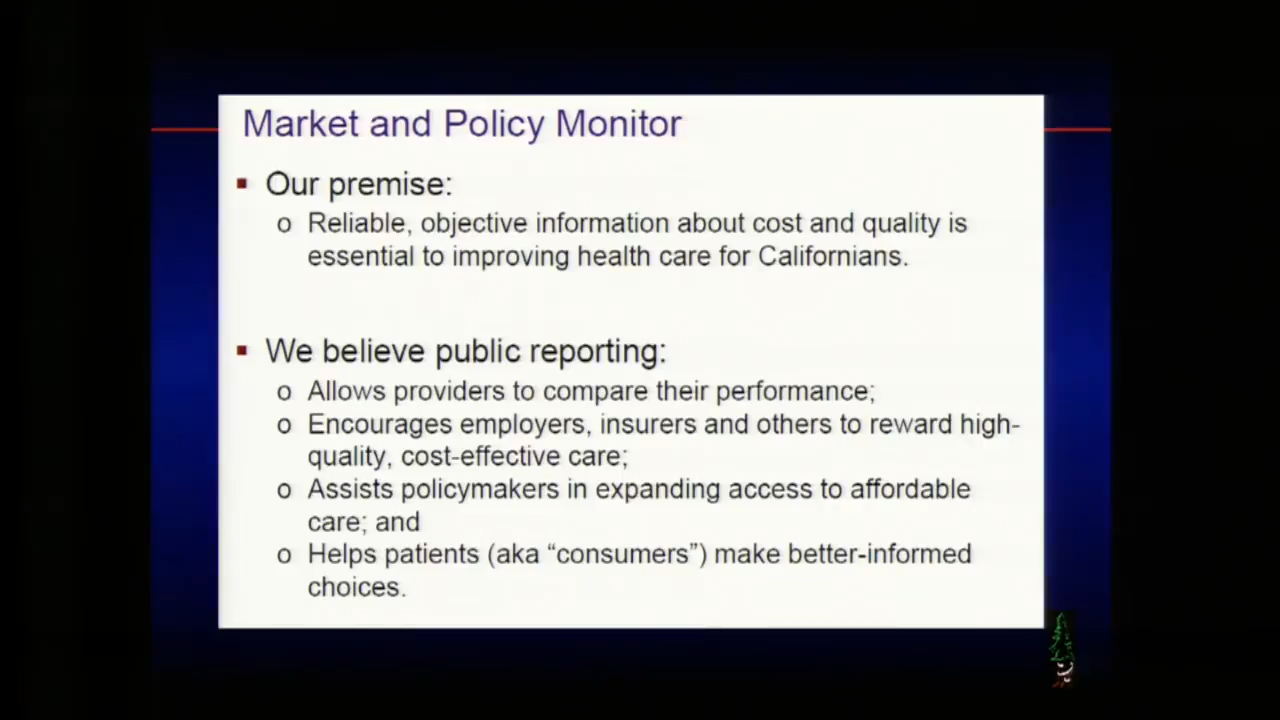 Market and Policy Monitor
▪ Our premise:
o Reliable, objective information about cost and quality is
essential to improving health care for Californians.
▪ We believe public reporting:
o Allows providers to compare their performance;
o Encourages employers, insurers and others to reward high-
quality, cost-effective care;
o Assists policymakers in expanding access to affordable
care; and
o Helps patients (aka “consumers”) make better-informed
choices.